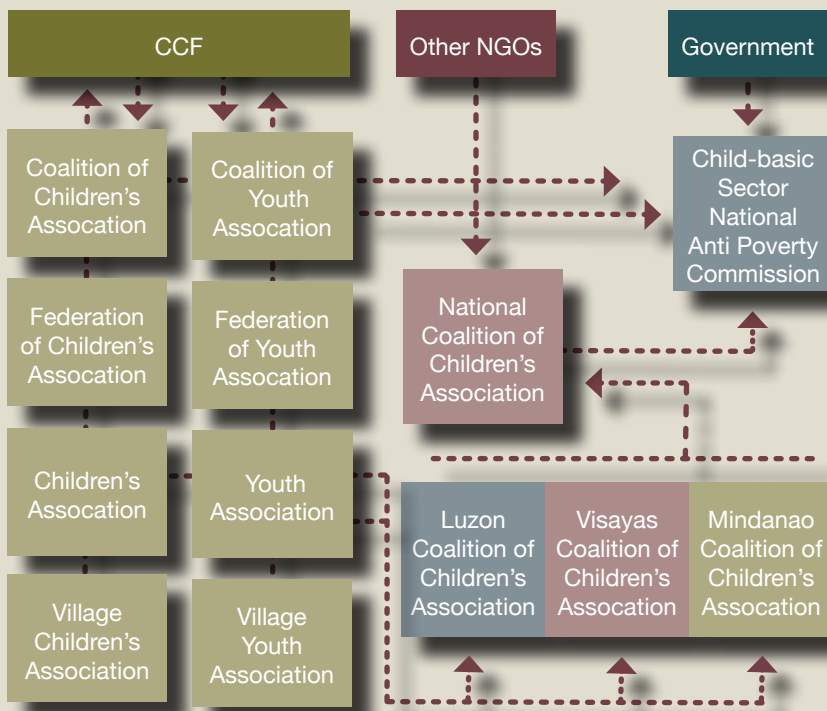 CCF
Other NGOs
Government
Coalition of
Children's
Assocation
Coalition of
Youth
Assocation
Child-basic
Sector
National
Anti Poverty
Commission
Federation
of Children's
Assocation
Federation
of Youth
Assocation
National
Coalition of
Children's
Association
Children's
Assocation
Youth
Association
Luzon
Coalition of
Children's
Association
Visayas
Coalition of
Children's
Assocation
Mindanao
Coalition of
Children's
Assocation
Village
Children's
Association
Village
Youth
Association